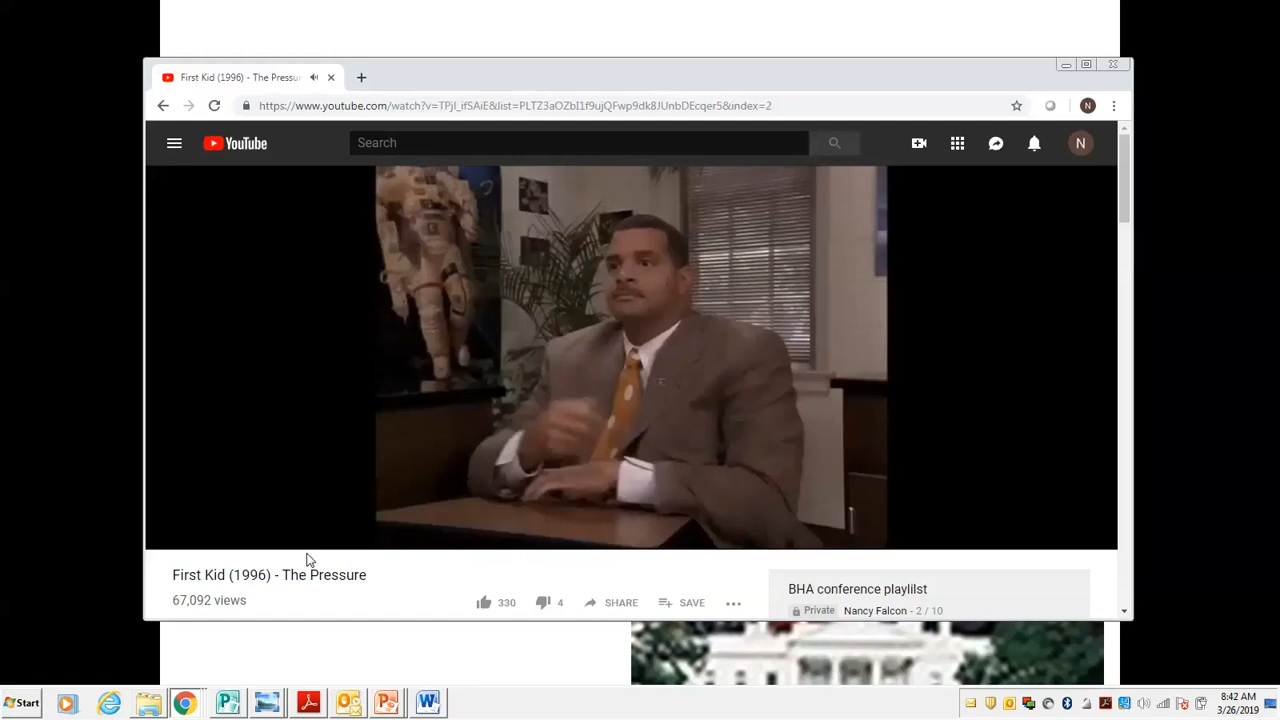 First Kid (1996) - The Pressu
https://www.youtube.com/watch?v=TPjl_ifSAiE&list=PLTZ3aOZbI1f9ujQFwp9dk8JUnbDEcqer5&index=2
N
YouTube
Search
N
First Kid (1996) - The Pressure
67,092 views
330
4
SHARE
SAVE
BHA conference playlilst
Private Nancy Falcon - 2 / 10
Start
8:42 AM
3/26/2019